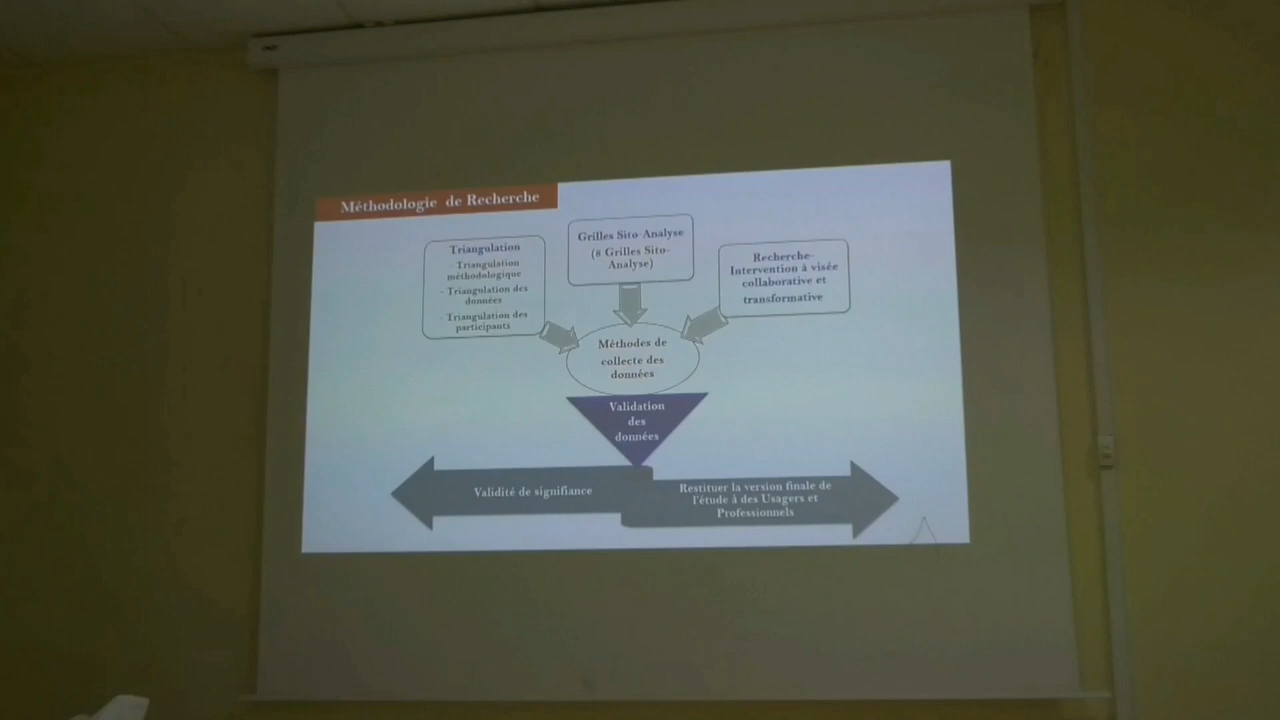 Méthodologie de Recherche
Triangulation
- Triangulation
méthodologique
- Triangulation des
données
- Triangulation des
participants
Grilles Sito-Analyse
(8 Grilles Sito-
Analyse)
Recherche-
Intervention à visée
collaborative et
transformative
Méthodes de
collecte des
données
Validation
des
données
Validité de signifiance
Restituer la version finale de
l'étude à des Usagers et
Professionnels